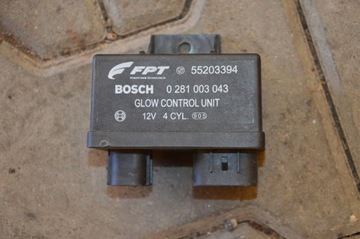 FPT 55203394
BOSCH 0 281 003 043
GLOW CONTROL UNIT
12V 4 CYL.